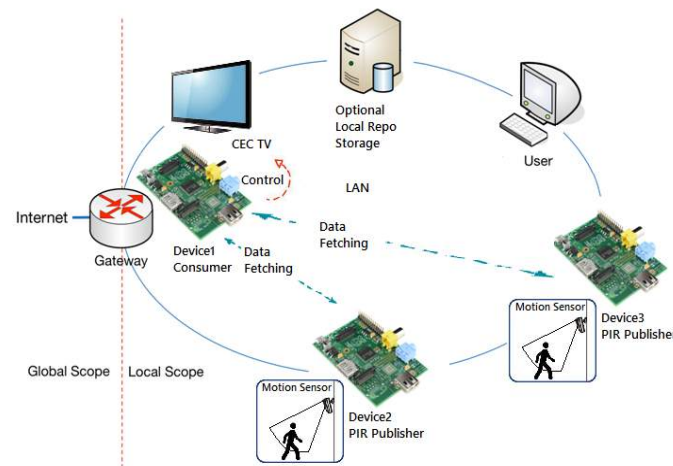 Optional
Local Repo
Storage
CEC TV
User
Control
LAN
Internet
Gateway
Device1
Consumer
Data
Fetching
Data
Fetching
Motion Sensor
Device3
PIR Publisher
Global Scope
Local Scope
Motion Sensor
Device2
PIR Publisher